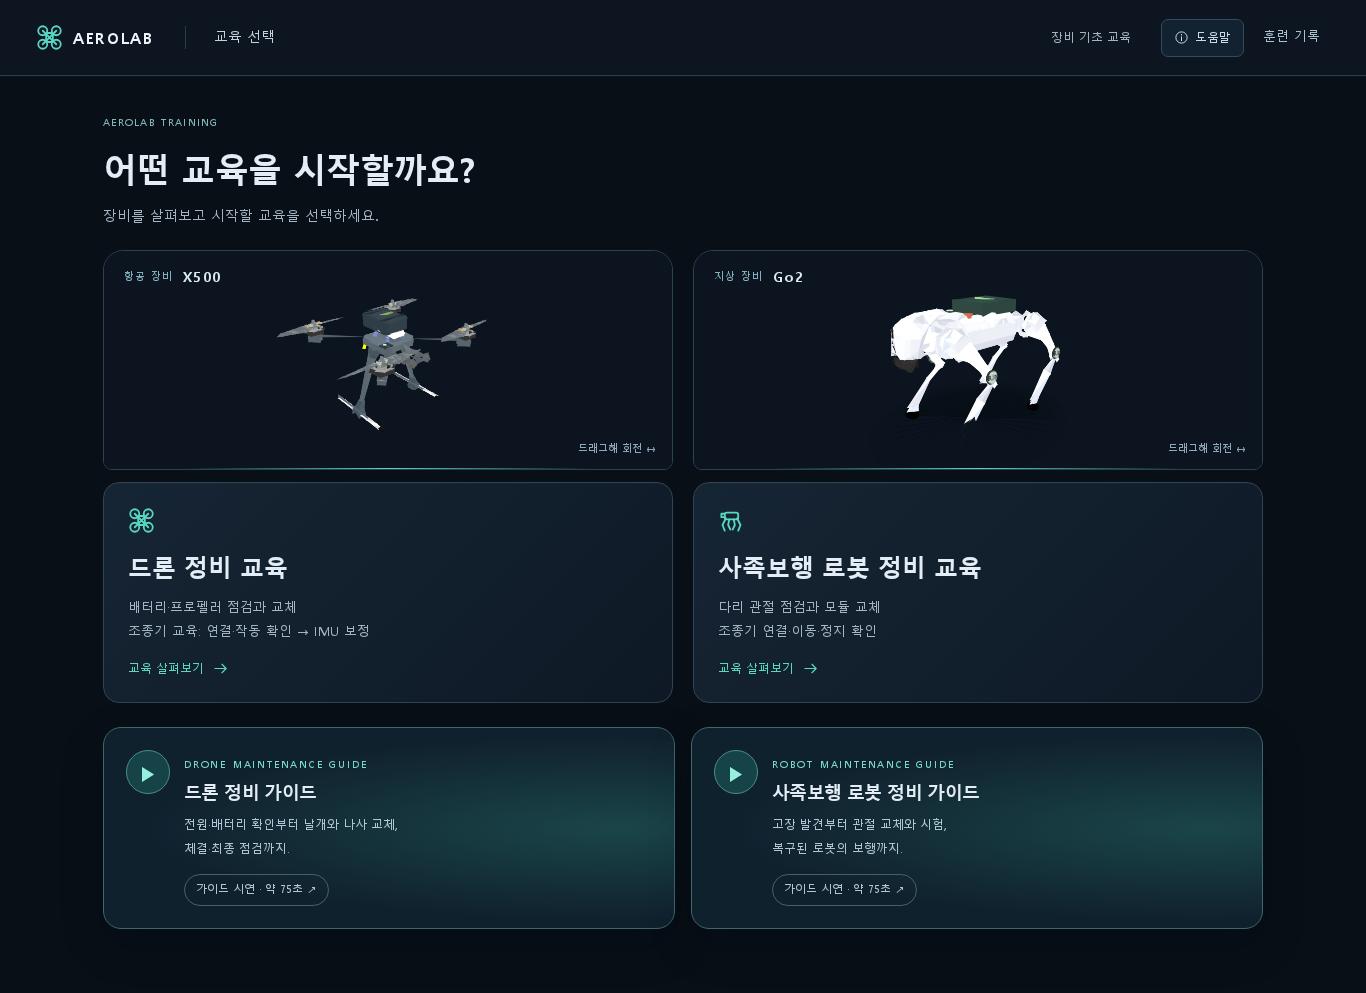 AEROLAB
교육 선택
장비 기초 교육
ⓘ 도움말
훈련 기록
AEROLAB TRAINING
어떤 교육을 시작할까요?
장비를 살펴보고 시작할 교육을 선택하세요.
항공 장비 X500
드래그해 회전 ↔
지상 장비 Go2
드래그해 회전 ↔
드론 정비 교육
배터리·프로펠러 점검과 교체
조종기 교육: 연결·작동 확인 → IMU 보정
교육 살펴보기 →
사족보행 로봇 정비 교육
다리 관절 점검과 모듈 교체
조종기 연결·이동·정지 확인
교육 살펴보기 →
DRONE MAINTENANCE GUIDE
드론 정비 가이드
전원·배터리 확인부터 날개와 나사 교체,
체결·최종 점검까지.
가이드 시연 · 약 75초 ↗
ROBOT MAINTENANCE GUIDE
사족보행 로봇 정비 가이드
고장 발견부터 관절 교체와 시험,
복구된 로봇의 보행까지.
가이드 시연 · 약 75초 ↗